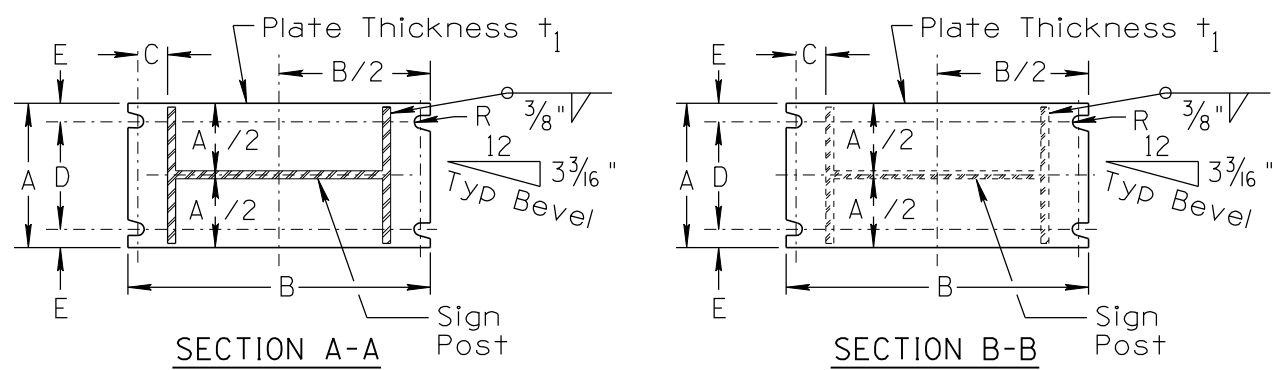 Plate Thickness t1
E
C
B/2
R
3/8"
A /2
12
3 3/16 "
A
D
Typ Bevel
A /2
E
B
Sign
Post
SECTION A-A
Plate Thickness t1
E
C
B/2
R
3/8"
A /2
12
3 3/16 "
A
D
Typ Bevel
A /2
E
B
Sign
Post
SECTION B-B